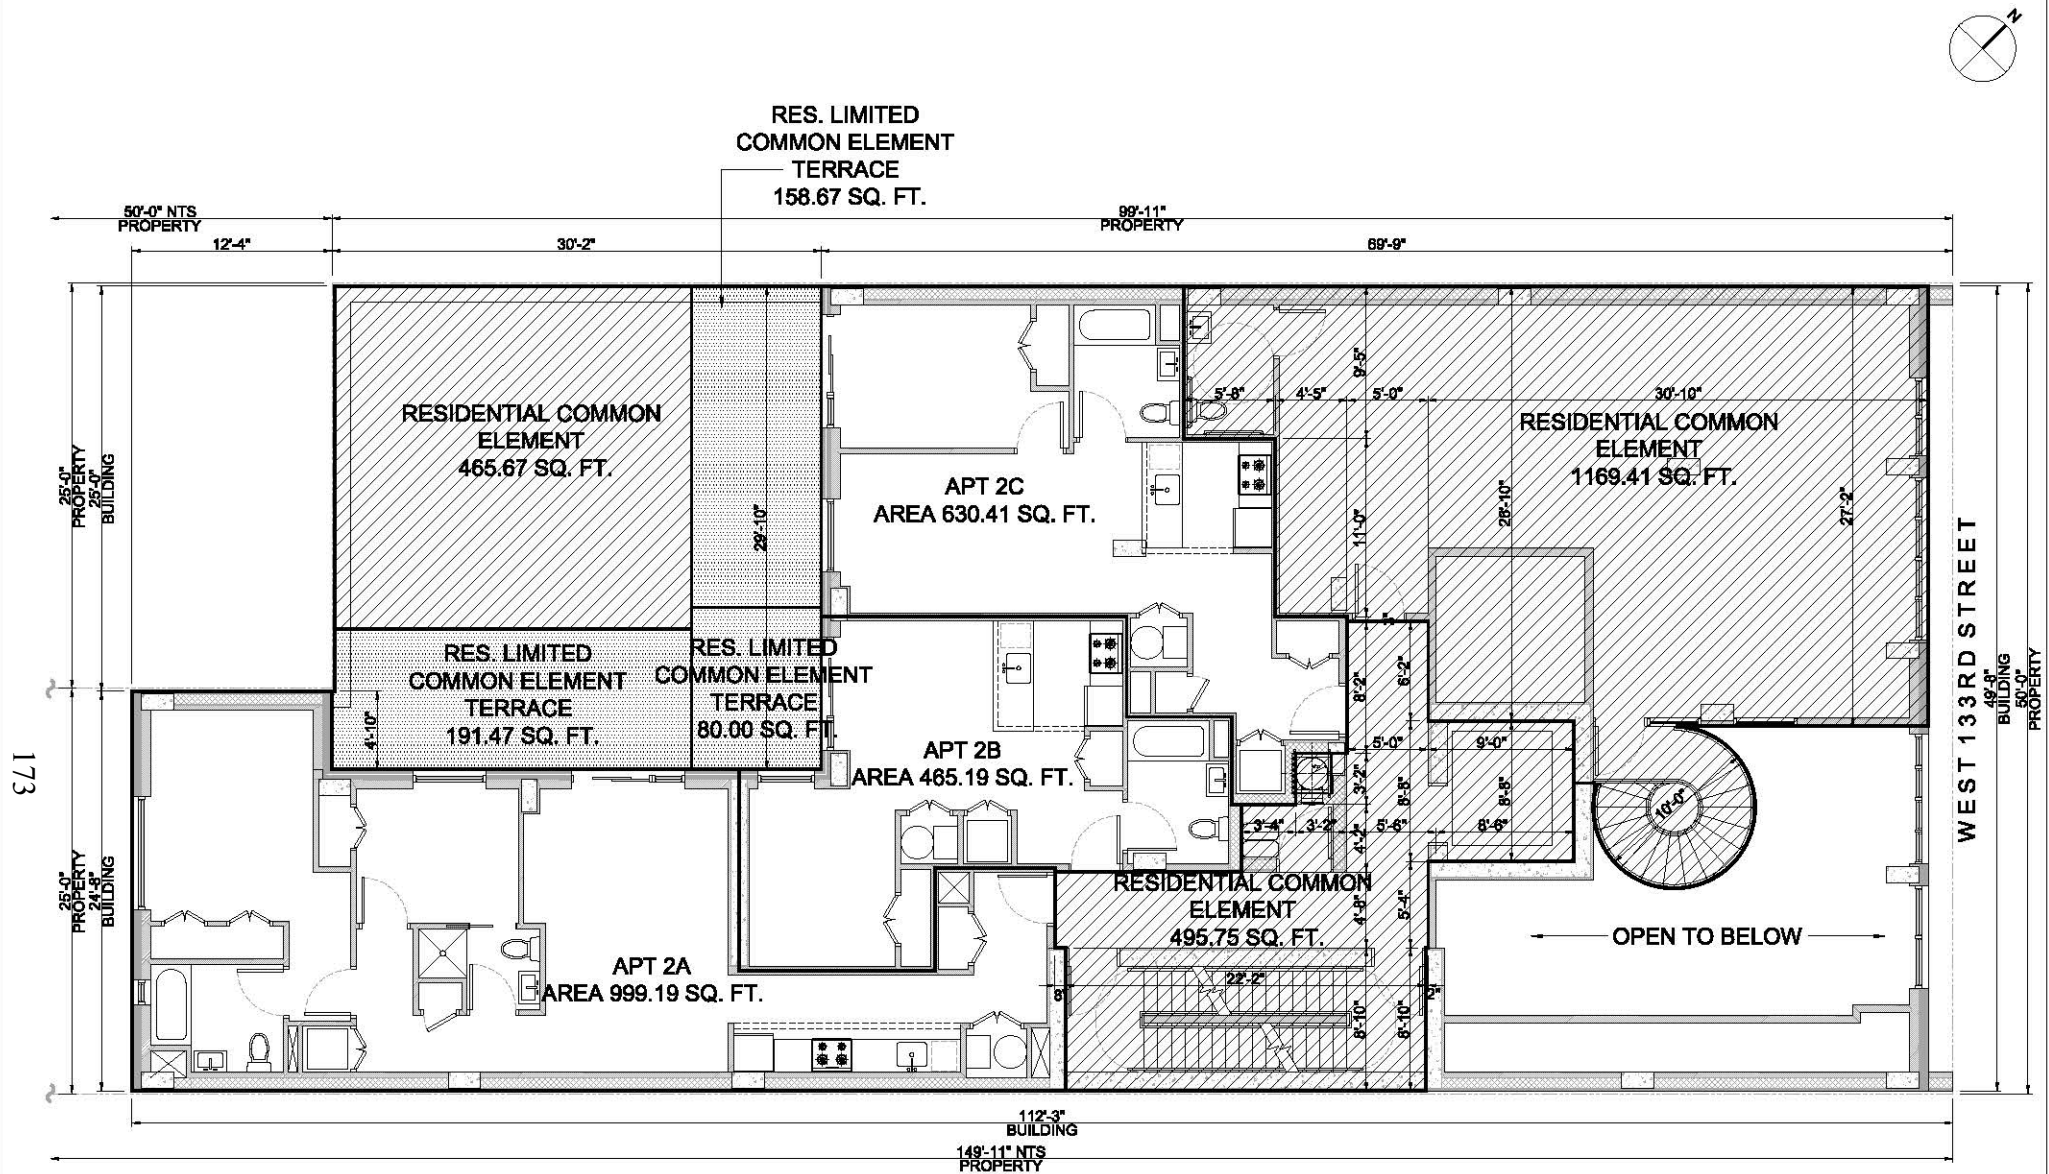 N
RES. LIMITED
COMMON ELEMENT
TERRACE
158.67 SQ. FT.
50'-0" NTS
PROPERTY
99'-11"
PROPERTY
12'-4"
30'-2"
69'-9"
25'-0"
PROPERTY
25'-0"
BUILDING
RESIDENTIAL COMMON
ELEMENT
465.67 SQ. FT.
29'-10"
APT 2C
AREA 630.41 SQ. FT.
5'-8"
4'-5"
5'-0"
30'-10"
9'-5"
11'-0"
28'-10"
27'-2"
RESIDENTIAL COMMON
ELEMENT
1169.41 SQ. FT.
WEST 133RD STREET
49'-8"
BUILDING
50'-0"
PROPERTY
RES. LIMITED
COMMON ELEMENT
TERRACE
191.47 SQ. FT.
4'-10"
RES. LIMITED
COMMON ELEMENT
TERRACE
80.00 SQ. FT.
APT 2B
AREA 465.19 SQ. FT.
8'-2"
6'-2"
5'-0"
9'-0"
3'-2"
8'-8"
8'-8"
10'-0"
3'-4"
3'-2"
4'-2"
5'-6"
8'-6"
173
25'-0"
PROPERTY
24'-8"
BUILDING
RESIDENTIAL COMMON
ELEMENT
495.75 SQ. FT.
4'-8"
5'-4"
OPEN TO BELOW
APT 2A
AREA 999.19 SQ. FT.
8"
22'-2"
2"
8'-10"
8'-10"
112'-3"
BUILDING
149'-11" NTS
PROPERTY